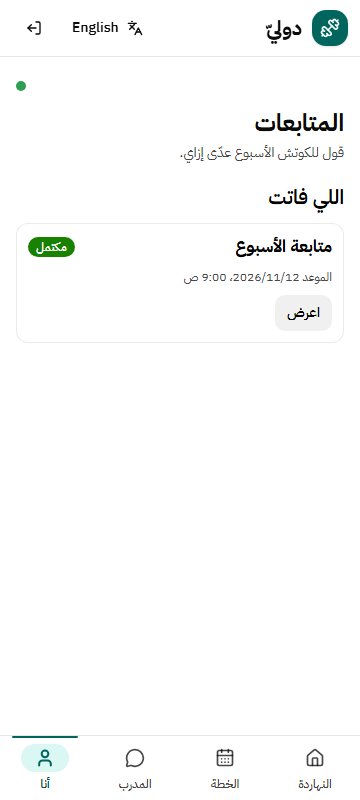 دوليّ
English
المتابعات
قول للكوتش الأسبوع عدّى إزاي.
اللي فاتت
متابعة الأسبوع
مكتمل
الموعد 2026/11/12، 9:00 ص
اعرض
النهاردة
الخطة
المدرب
أنا